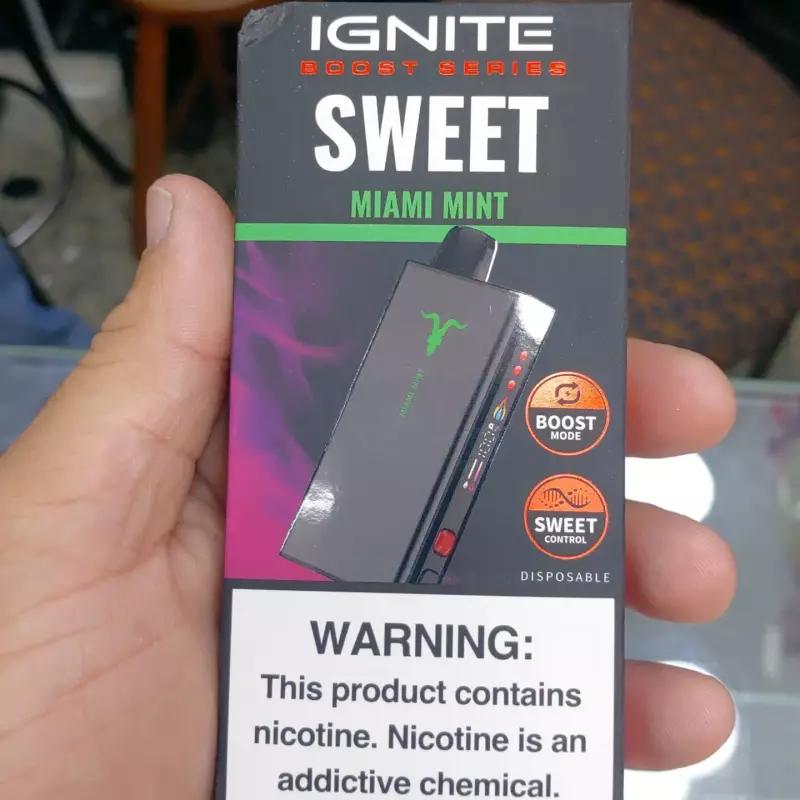 IGNITE
BOOST SERIES
SWEET
MIAMI MINT
MIAMI MINT
BOOST
MODE
SWEET
CONTROL
DISPOSABLE
WARNING:
This product contains
nicotine. Nicotine is an
addictive chemical.